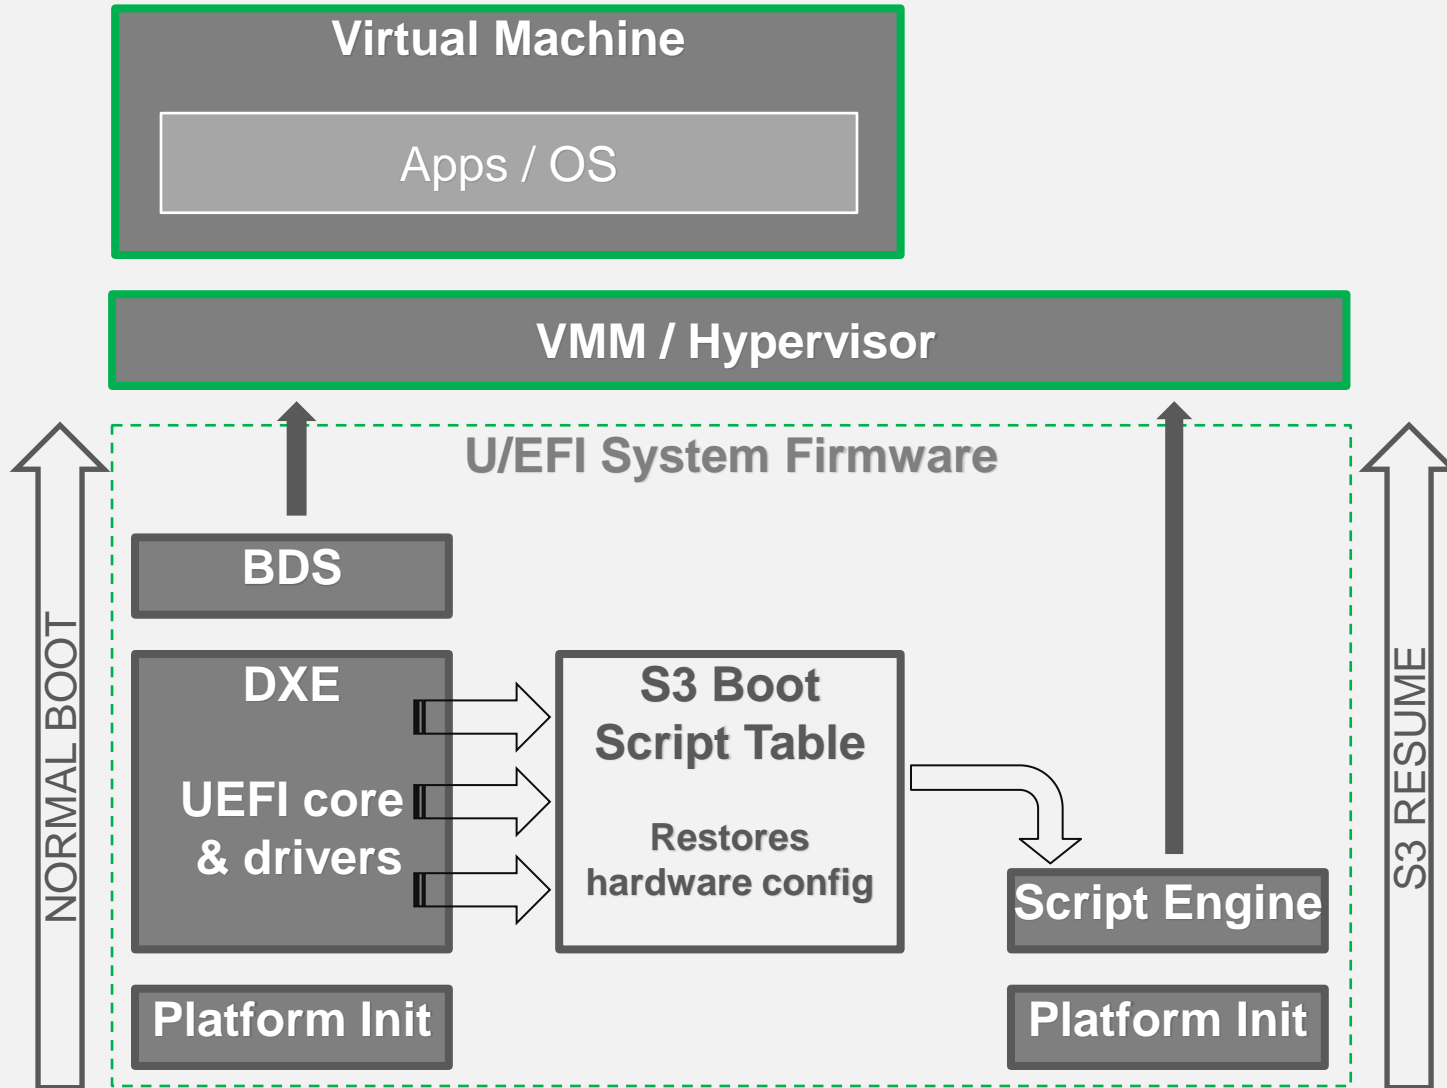 Virtual Machine
Apps / OS
VMM / Hypervisor
U/EFI System Firmware
NORMAL BOOT
BDS
DXE
UEFI core
& drivers
Platform Init
S3 Boot
Script Table
Restores
hardware config
Script Engine
Platform Init
S3 RESUME